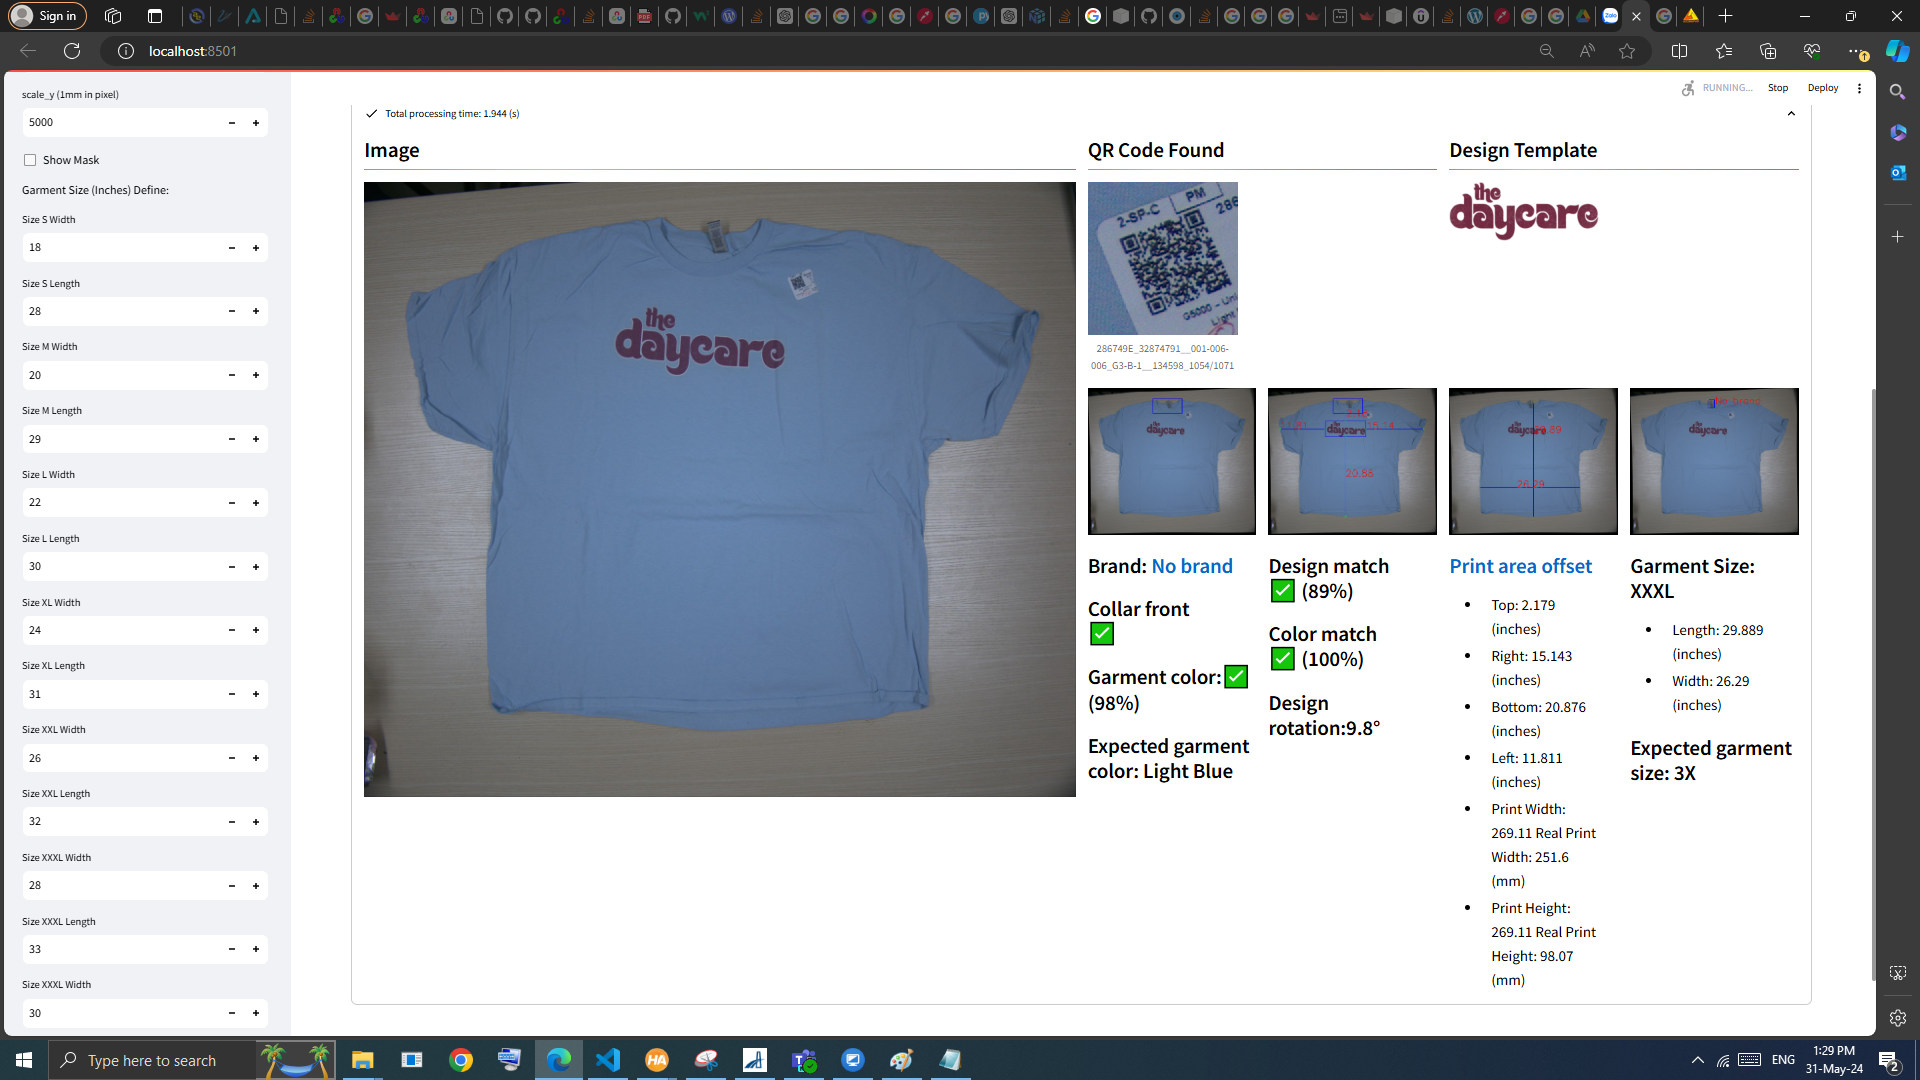 Sign in
localhost:8501
RUNNING...
Stop
Deploy
scale_y (1mm in pixel)
5000
Show Mask
Garment Size (Inches) Define:
Size S Width
18
Size S Length
28
Size M Width
20
Size M Length
29
Size L Width
22
Size L Length
30
Size XL Width
24
Size XL Length
31
Size XXL Width
26
Size XXL Length
32
Size XXXL Width
28
Size XXXL Length
33
Size XXXL Width
30
Total processing time: 1.944 (s)
Image
the
daycare
QR Code Found
2-SP-C
PM
286
G5000 - Uni
Light
286749E_32874791__001-006-
006_G3-B-1__134598_1054/1071
Design Template
the
daycare
daycare
daycare
15.14
20.88
26.29
daycare
Brand: No brand
Collar front
Garment color:
(98%)
Expected garment
color: Light Blue
Design match
(89%)
Color match
(100%)
Design
rotation:9.8°
Print area offset
Top: 2.179
(inches)
Right: 15.143
(inches)
Bottom: 20.876
(inches)
Left: 11.811
(inches)
Print Width:
269.11 Real Print
Width: 251.6
(mm)
Print Height:
269.11 Real Print
Height: 98.07
(mm)
Garment Size:
XXXL
Length: 29.889
(inches)
Width: 26.29
(inches)
Expected garment
size: 3X
Type here to search
HA
ENG
1:29 PM
31-May-24
2